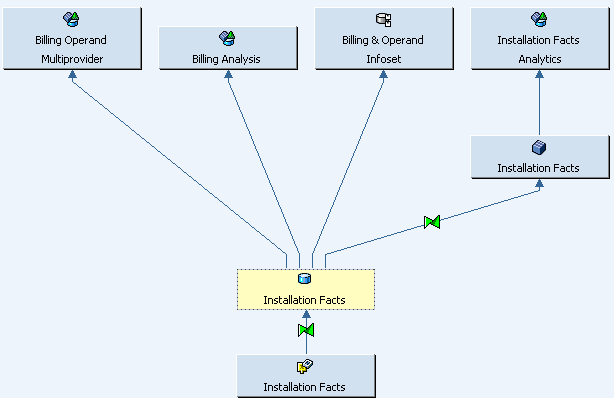 Billing Operand
Multiprovider
Billing Analysis
Billing & Operand
Infoset
Installation Facts
Analytics
Installation Facts
Installation Facts
Installation Facts